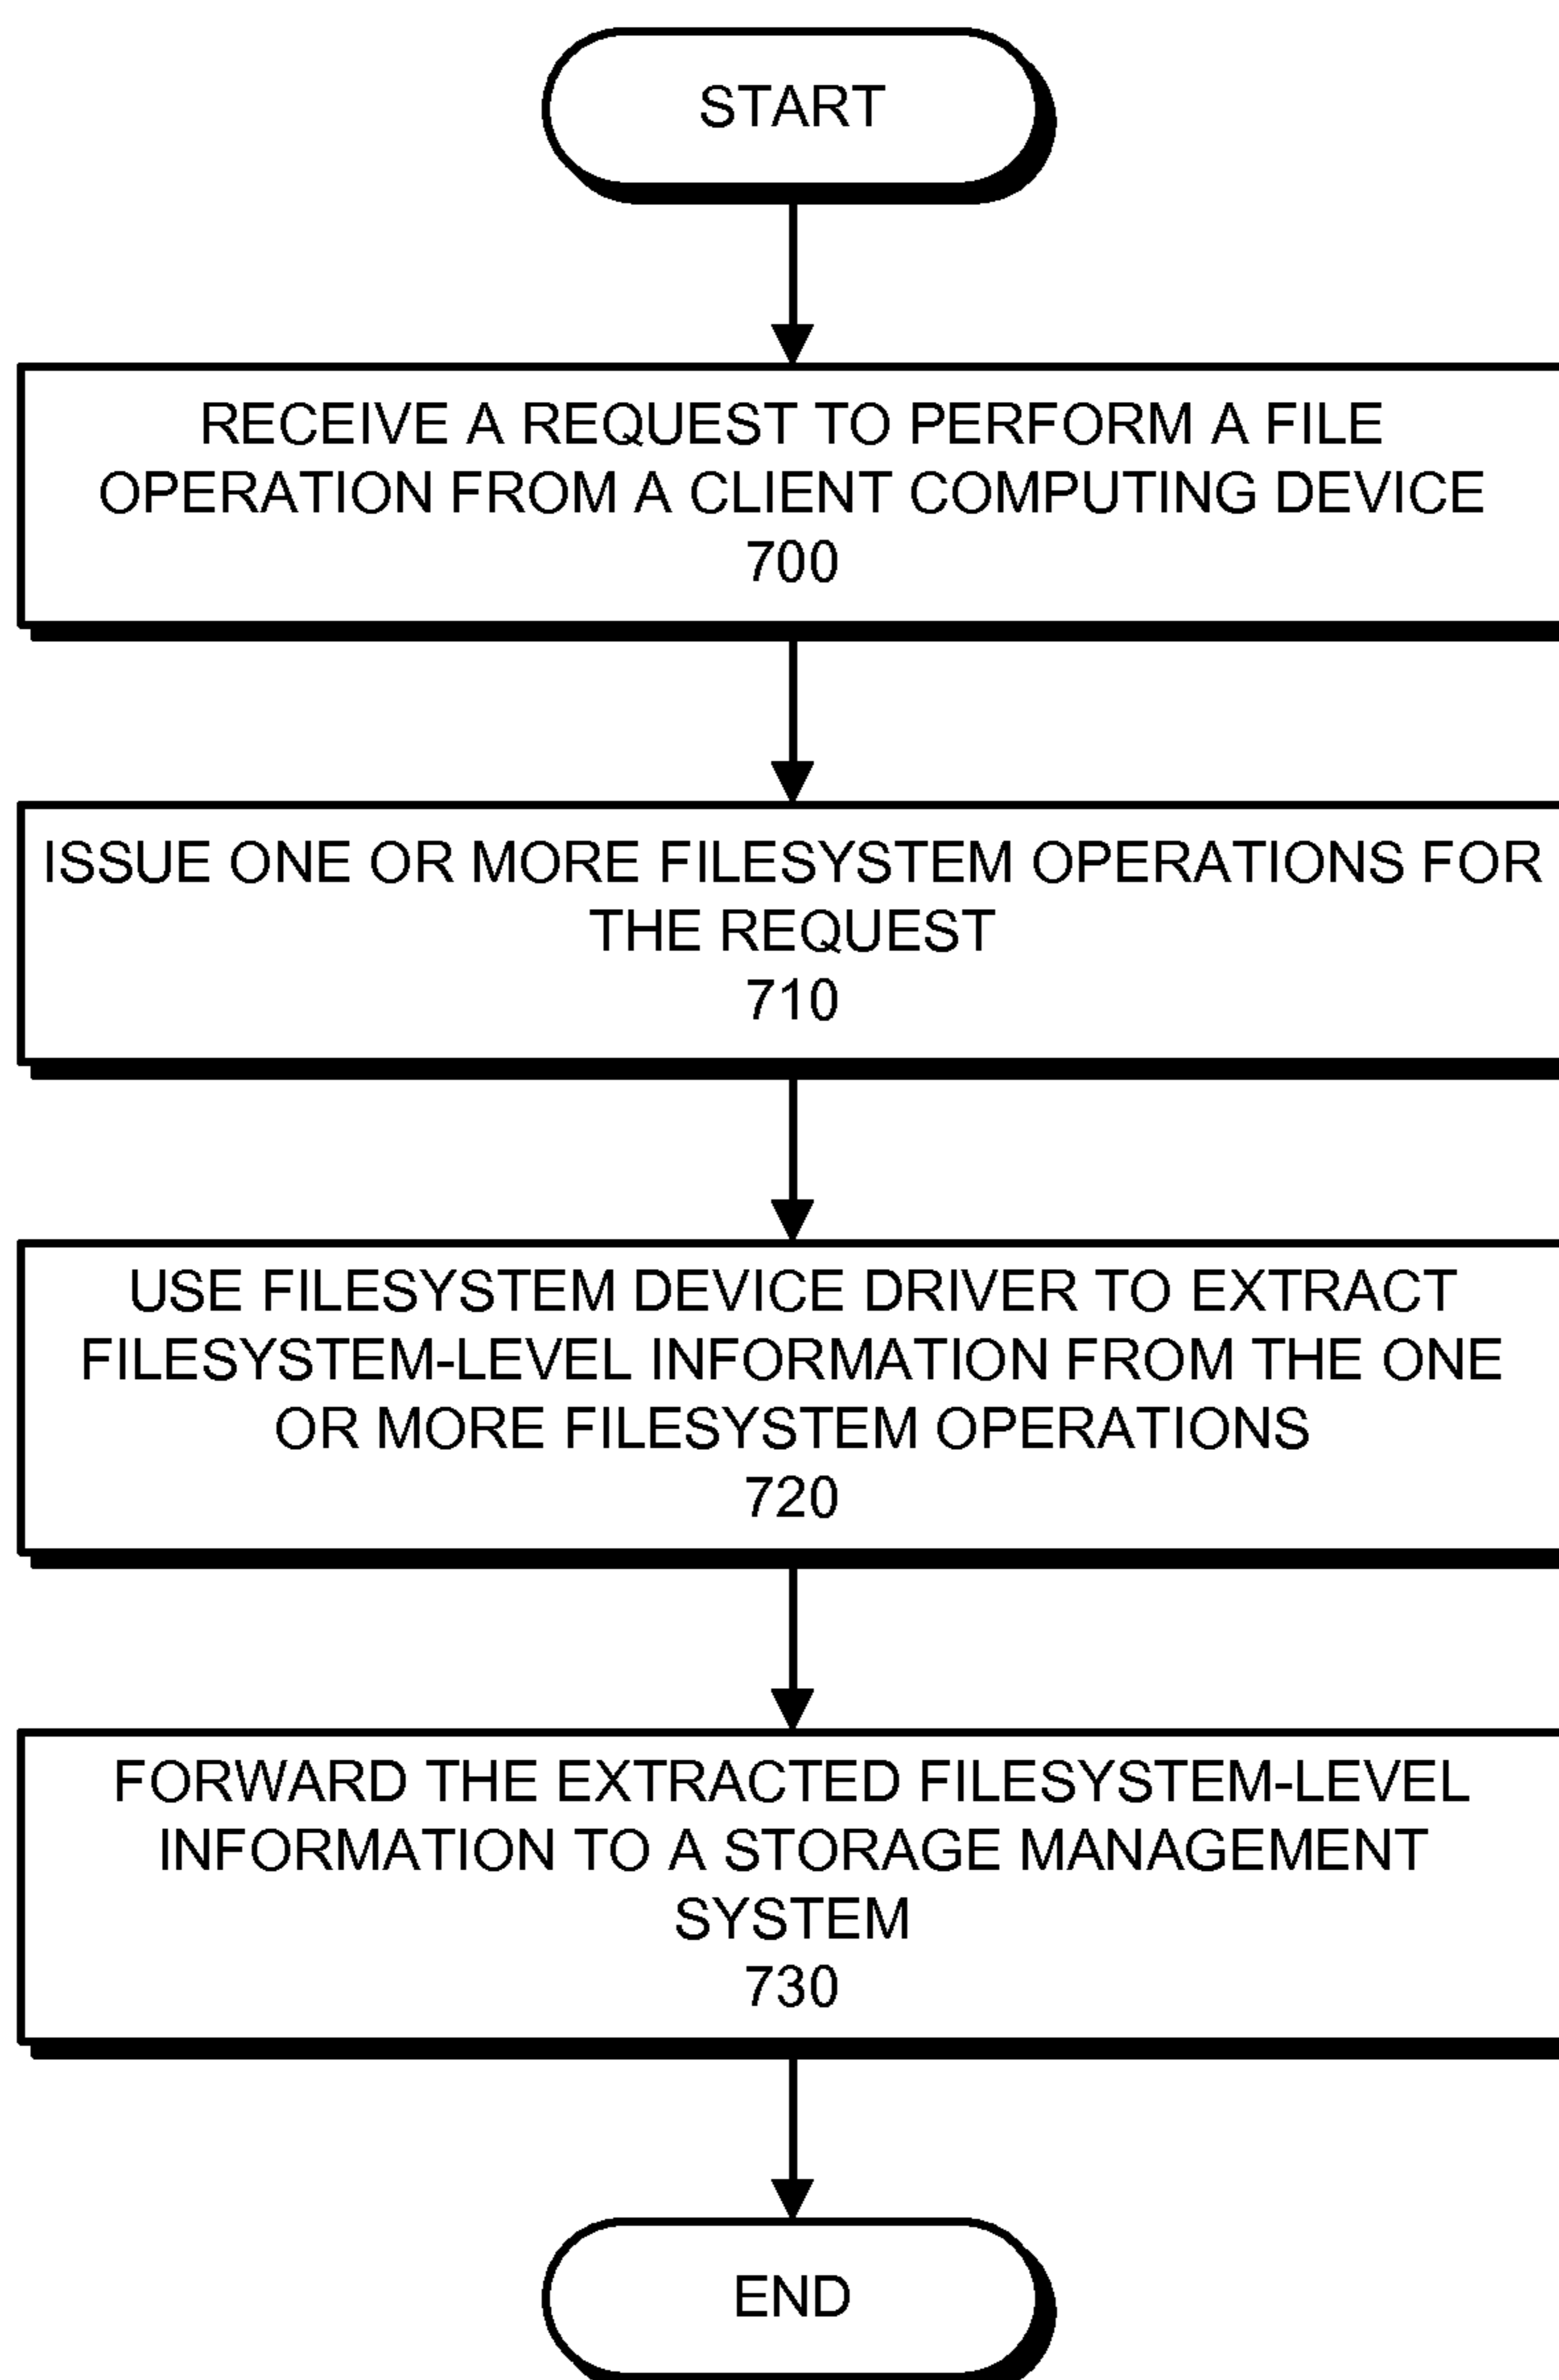 START
RECEIVE A REQUEST TO PERFORM A FILE
OPERATION FROM A CLIENT COMPUTING DEVICE
700
ISSUE ONE OR MORE FILESYSTEM OPERATIONS FOR
THE REQUEST
710
USE FILESYSTEM DEVICE DRIVER TO EXTRACT
FILESYSTEM-LEVEL INFORMATION FROM THE ONE
OR MORE FILESYSTEM OPERATIONS
720
FORWARD THE EXTRACTED FILESYSTEM-LEVEL
INFORMATION TO A STORAGE MANAGEMENT
SYSTEM
730
END